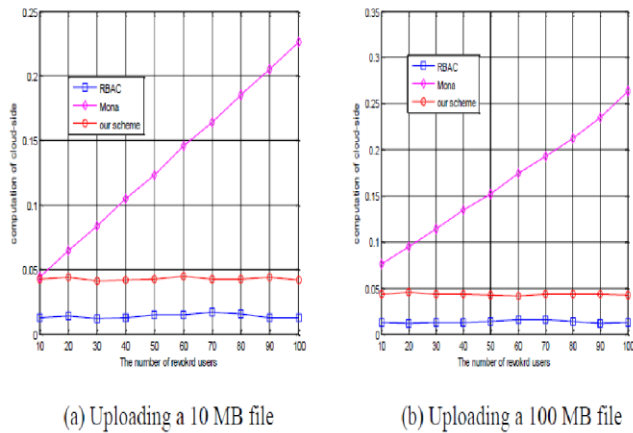 0.25
0.2
0.15
0.1
0.05
0
10 20 30 40 50 60 70 80 90 100
computation of cloud-side
The number of revokrd users
RBAC
Mona
our scheme
(a) Uploading a 10 MB file
0.35
0.3
0.25
0.2
0.15
0.1
0.05
0
10 20 30 40 50 60 70 80 90 100
computation of cloud-side
The number of revokrd users
RBAC
Mona
our scheme
(b) Uploading a 100 MB file